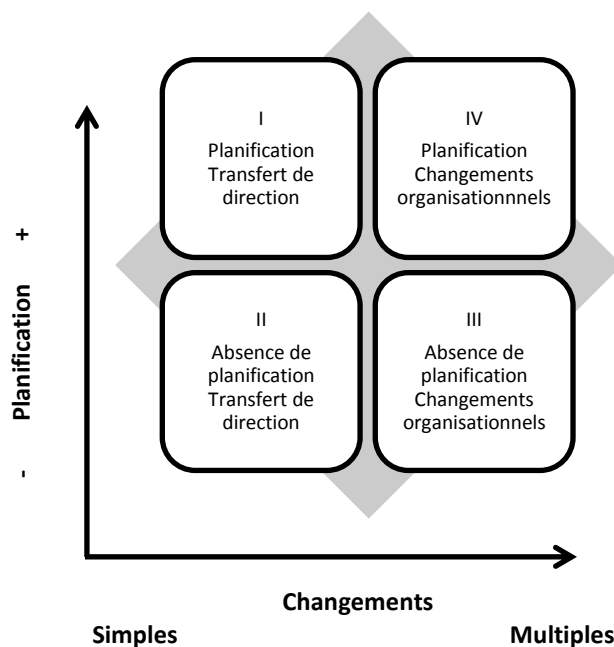 I
Planification
Transfert de
direction
IV
Planification
Changements
organisationnnels
II
Absence de
planification
Transfert de
direction
III
Absence de
planification
Changements
organisationnels
- Planification +
Changements
Simples
Multiples